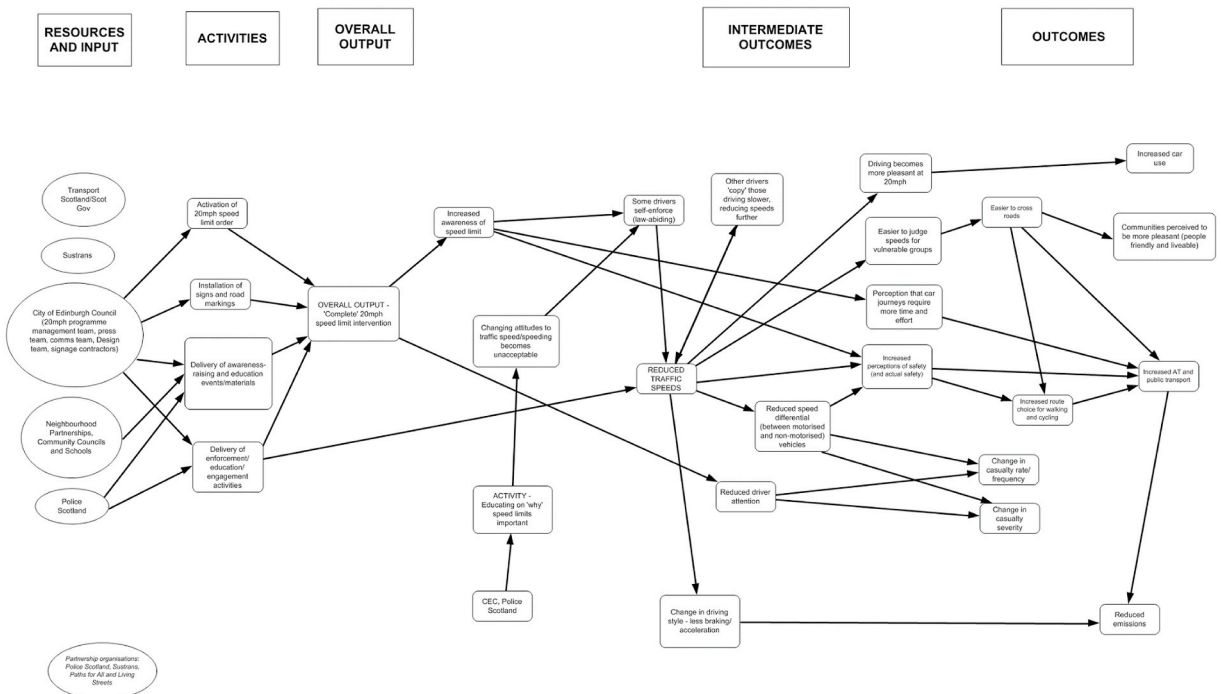 RESOURCES
AND INPUT
ACTIVITIES
OVERALL
OUTPUT
INTERMEDIATE
OUTCOMES
OUTCOMES
Transport
Scotland/Scot
Gov
Sustrans
City of Edinburgh Council
(20mph programme
management team, press
team, comms team, Design
team, signage contractors)
Neighbourhood
Partnerships,
Community Councils
and Schools
Police
Scotland
Partnership organisations:
Police Scotland, Sustrans,
Paths for All and Living
Streets
Activation of
20mph speed
limit order
Installation of
signs and road
markings
Delivery of awareness-
raising and education
events/materials
Delivery of
enforcement/
education/
engagement
activities
OVERALL OUTPUT -
'Complete' 20mph
speed limit intervention
Increased
awareness of
speed limit
Changing attitudes to
traffic speed/speeding
becomes
unacceptable
ACTIVITY -
Educating on 'why'
speed limits
important
CEC, Police
Scotland
Some drivers
self-enforce
(law-abiding)
Other drivers
'copy' those
driving slower,
reducing speeds
further
REDUCED
TRAFFIC
SPEEDS
Reduced speed
differential
(between motorised
and non-motorised)
vehicles
Reduced driver
attention
Change in driving
style - less braking/
acceleration
Driving becomes
more pleasant at
20mph
Easier to judge
speeds for
vulnerable groups
Perception that car
journeys require
more time and
effort
Increased
perceptions of safety
(and actual safety)
Easier to cross
roads
Increased route
choice for walking
and cycling
Change in
casualty rate/
frequency
Change in
casualty
severity
Increased car
use
Communities perceived to
be more pleasant (people
friendly and liveable)
Increased AT and
public transport
Reduced
emissions